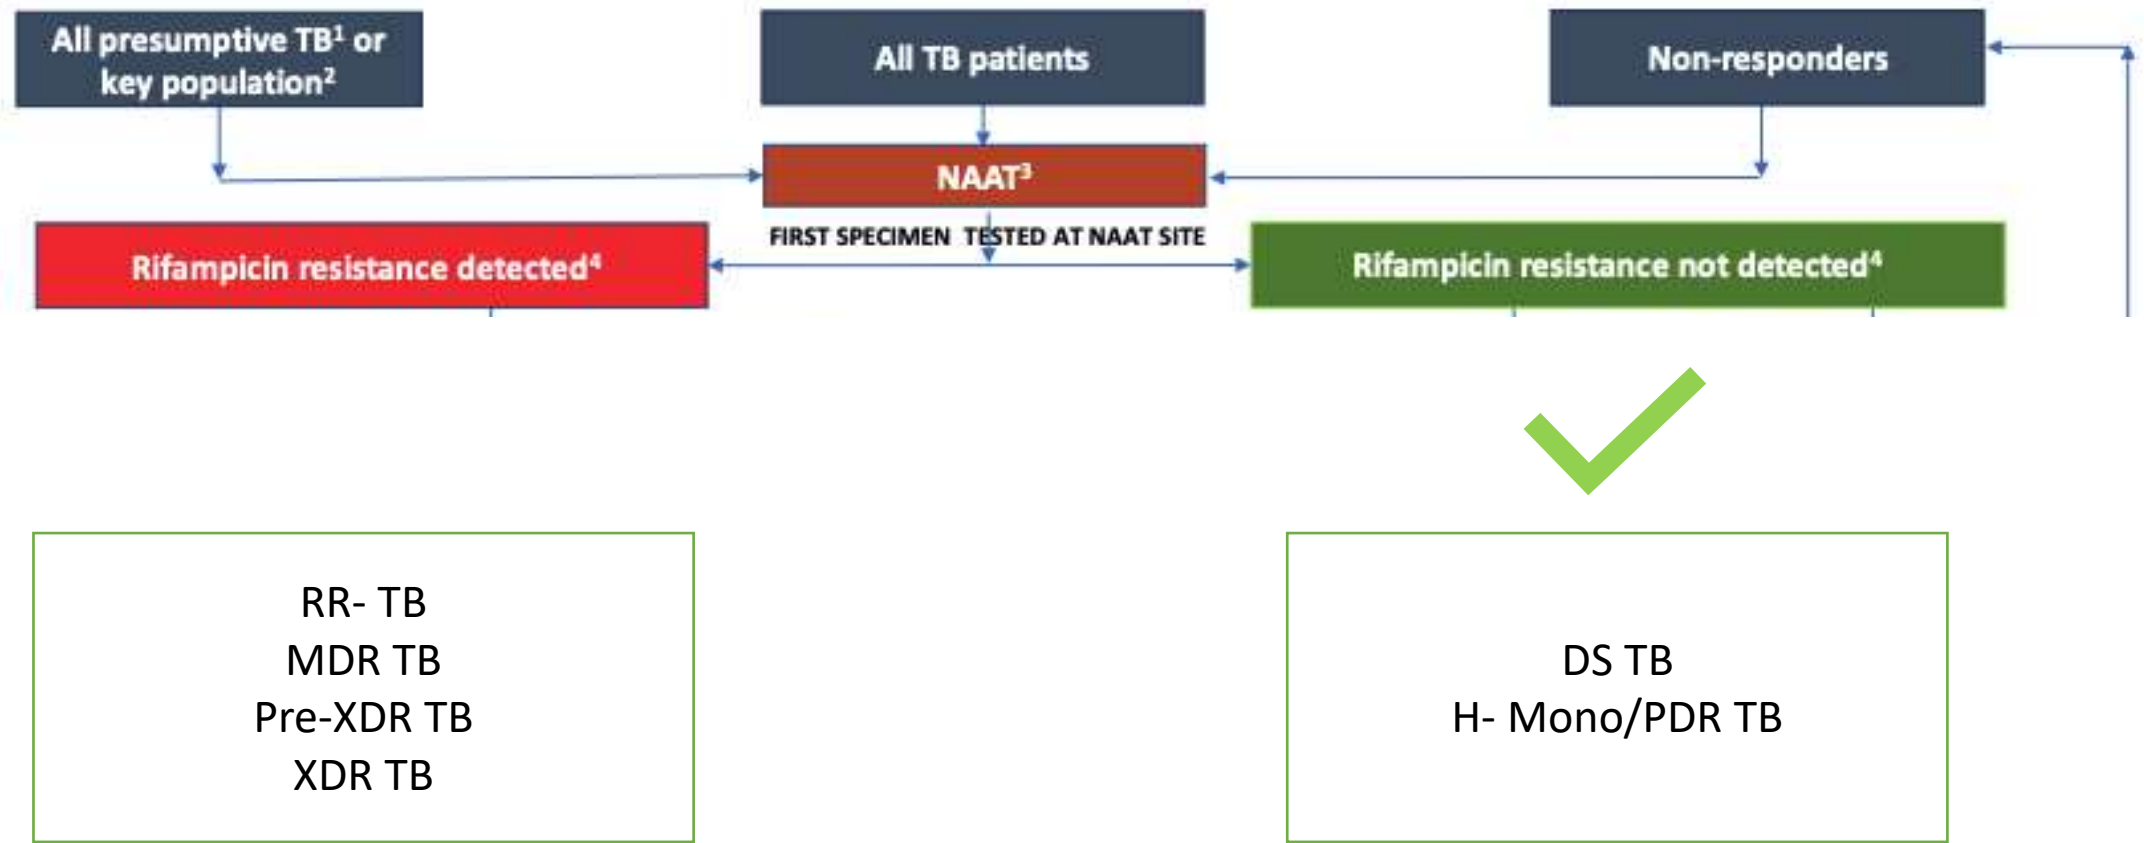 All presumptive TB¹ or
key population²
All TB patients
Non-responders
NAAT³
FIRST SPECIMEN TESTED AT NAAT SITE
Rifampicin resistance detected⁴
Rifampicin resistance not detected⁴
RR- TB
MDR TB
Pre-XDR TB
XDR TB
DS TB
H- Mono/PDR TB